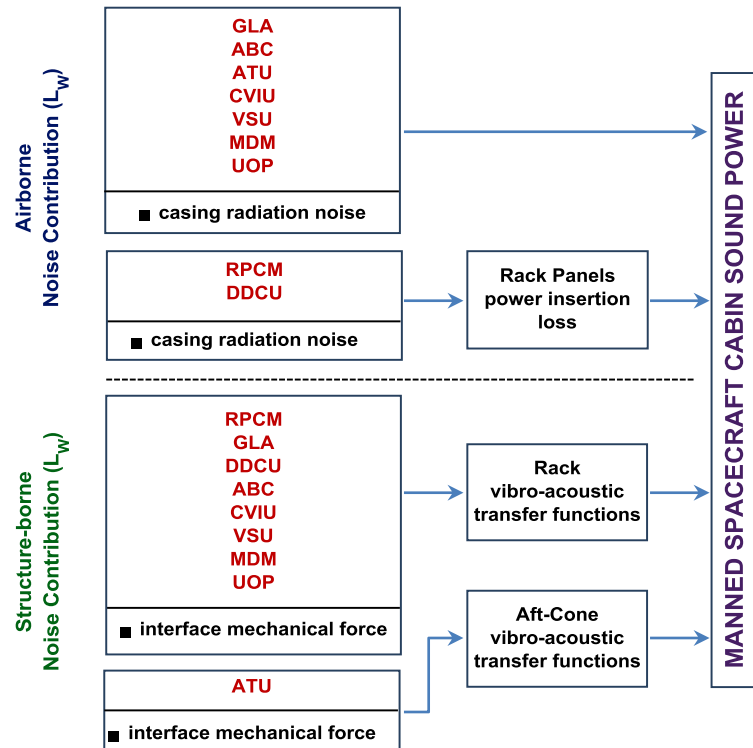 Airborne
Noise Contribution (LW)
GLA
ABC
ATU
CVIU
VSU
MDM
UOP
■ casing radiation noise
RPCM
DDCU
■ casing radiation noise
Rack Panels
power insertion
loss
Structure-borne
Noise Contribution (LW)
RPCM
GLA
DDCU
ABC
CVIU
VSU
MDM
UOP
■ interface mechanical force
Rack
vibro-acoustic
transfer functions
ATU
■ interface mechanical force
Aft-Cone
vibro-acoustic
transfer functions
MANNED SPACECRAFT CABIN SOUND POWER